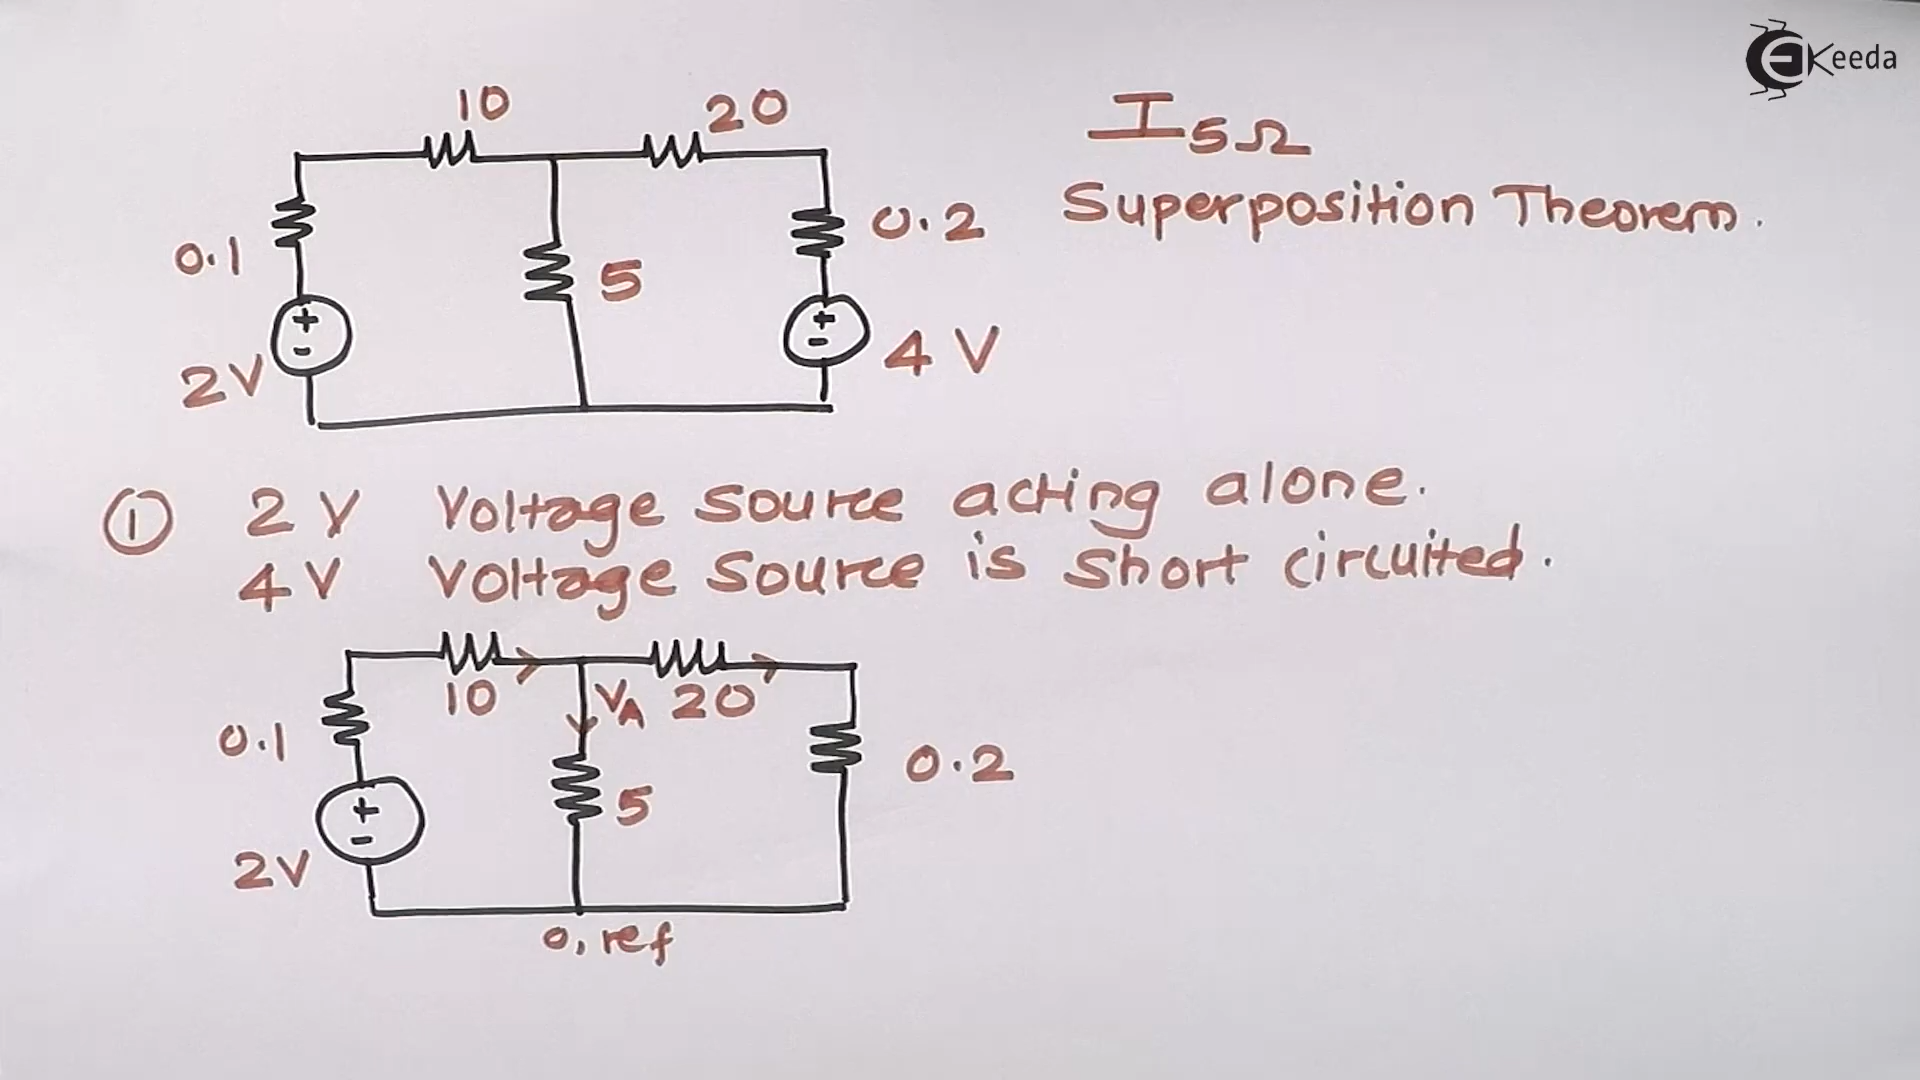 eKeeda
10
20
I5Ω
Superposition Theorem.
0.1
5
0.2
+
-
+
-
2V
4 V
① 2 V Voltage source acting alone.
4 V Voltage source is short circuited.
10
VA
20
0.1
5
0.2
+
-
2V
0, ref